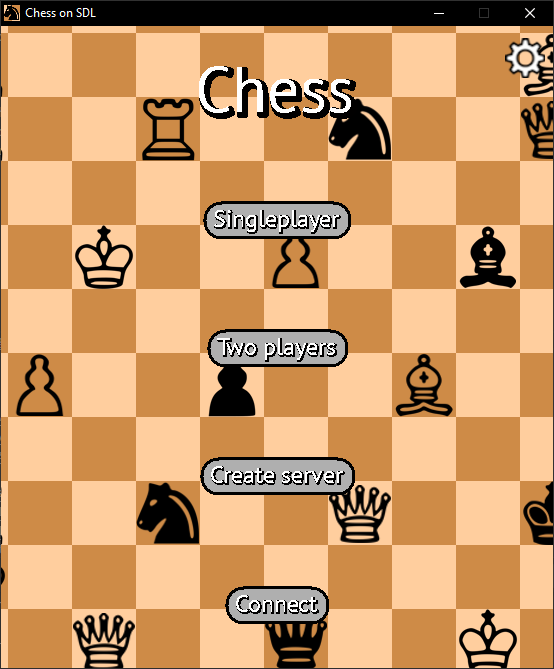 Chess on SDL
Chess
Singleplayer
Two players
Create server
Connect